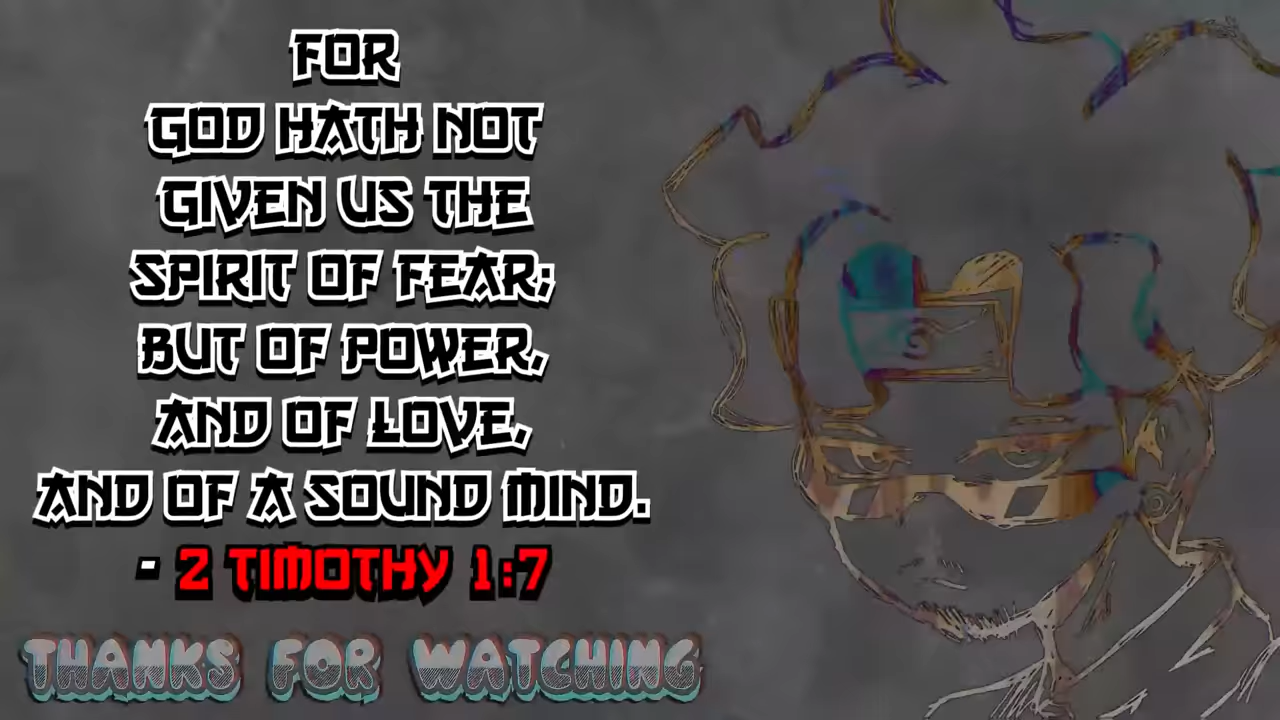 FOR
GOD HATH NOT
GIVEN US THE
SPIRIT OF FEAR;
BUT OF POWER,
AND OF LOVE,
AND OF A SOUND MIND.
- 2 TIMOTHY 1:7
THANKS FOR WATCHING